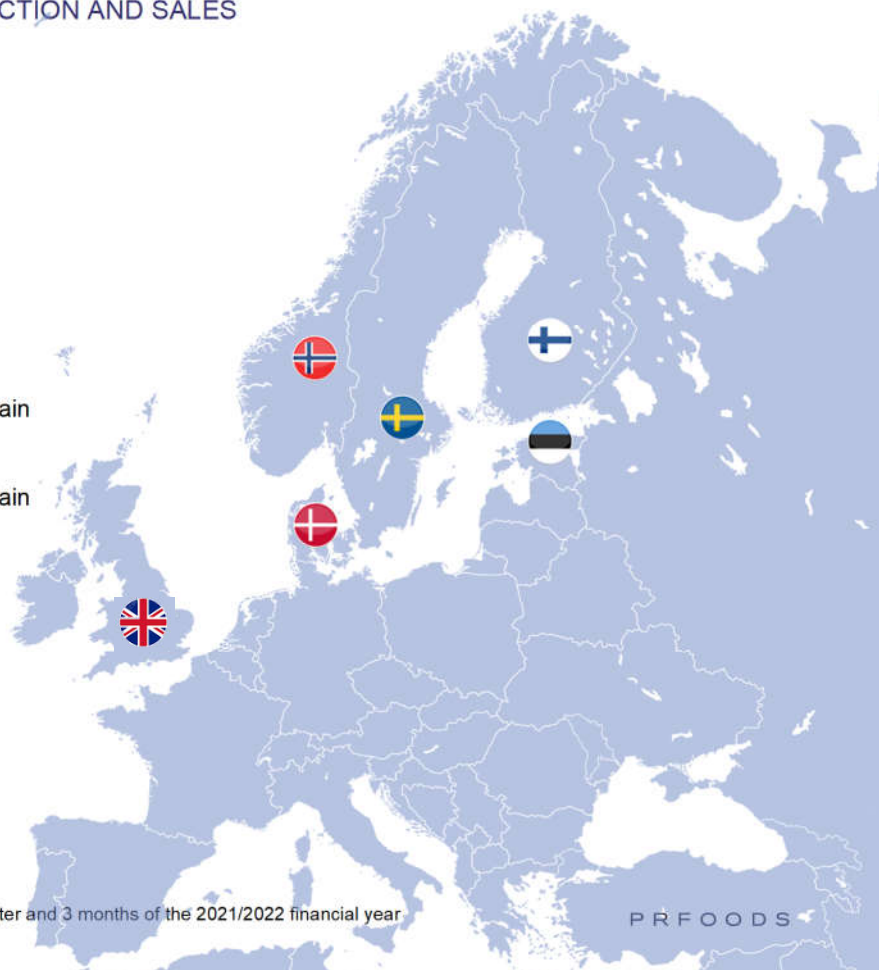 CTION AND SALES
ain
ain
ter and 3 months of the 2021/2022 financial year
PRFOODS